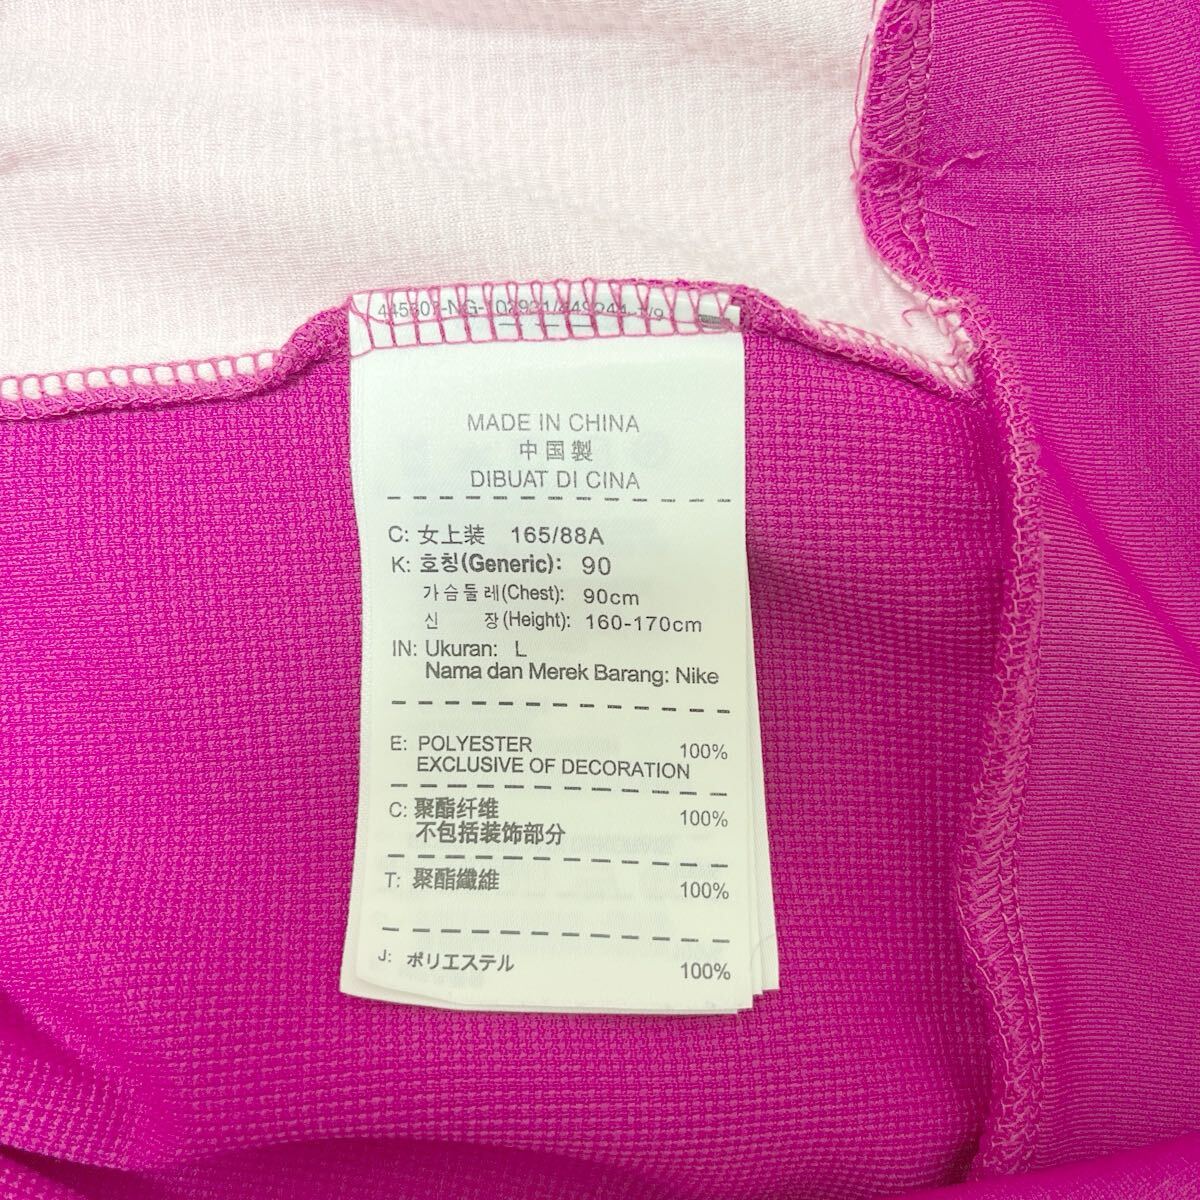 MADE IN CHINA
中国製
DIBUAT DI CINA
C: 女上装 165/88A
K: 호칭(Generic): 90
가슴둘레(Chest): 90cm
신 장(Height): 160-170cm
IN: Ukuran: L
Nama dan Merek Barang: Nike
E: POLYESTER 100%
EXCLUSIVE OF DECORATION
C: 聚酯纤维 100%
不包括装饰部分
T: 聚酯纖維 100%
J: ポリエステル 100%